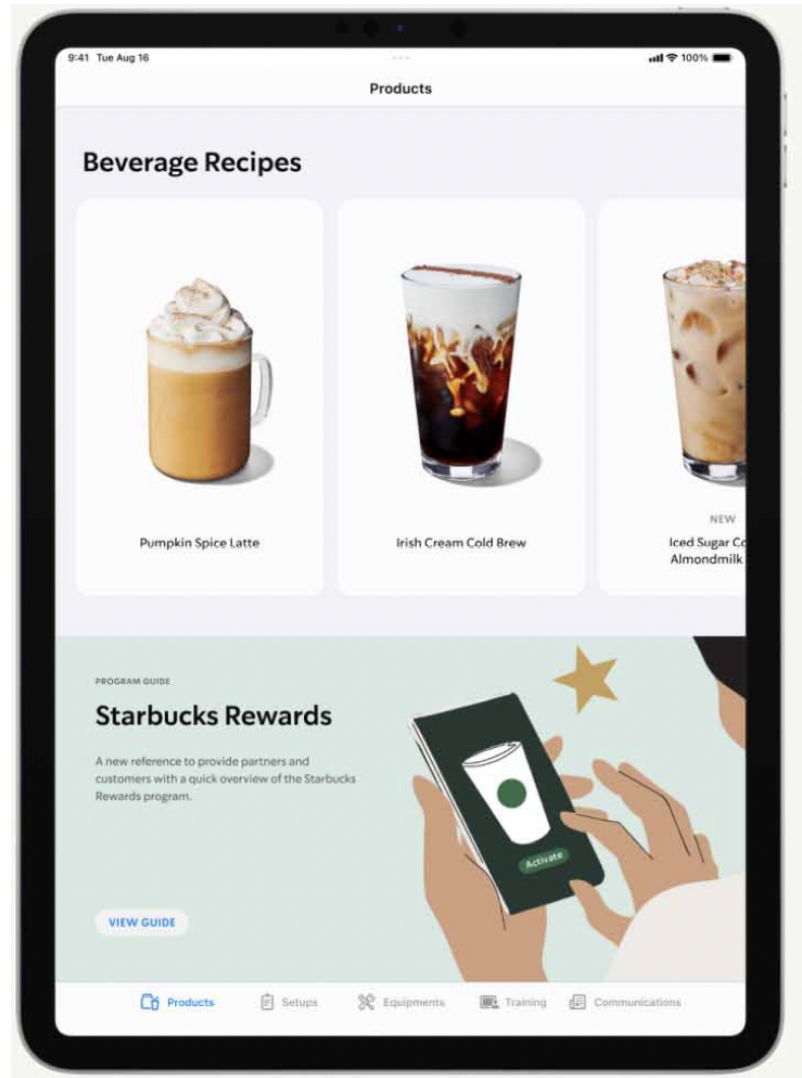 9:41 Tue Aug 16
100%
Products
Beverage Recipes
Pumpkin Spice Latte
Irish Cream Cold Brew
NEW
Iced Sugar Co
Almondmilk
PROGRAM GUIDE
Starbucks Rewards
A new reference to provide partners and
customers with a quick overview of the Starbucks
Rewards program.
Activate
VIEW GUIDE
Products Setups Equipments Training Communications